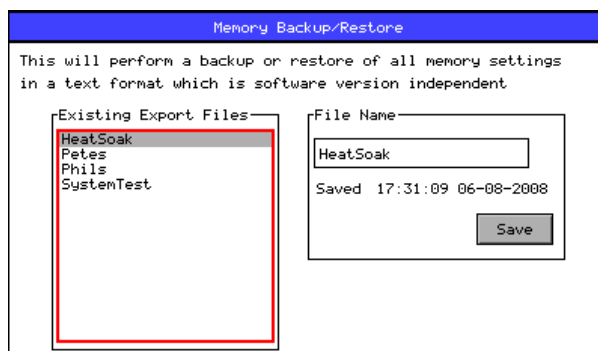 Memory Backup/Restore
This will perform a backup or restore of all memory settings
in a text format which is software version independent
Existing Export Files
HeatSoak
Petes
Phils
SystemTest
File Name
HeatSoak
Saved 17:31:09 06-08-2008
Save